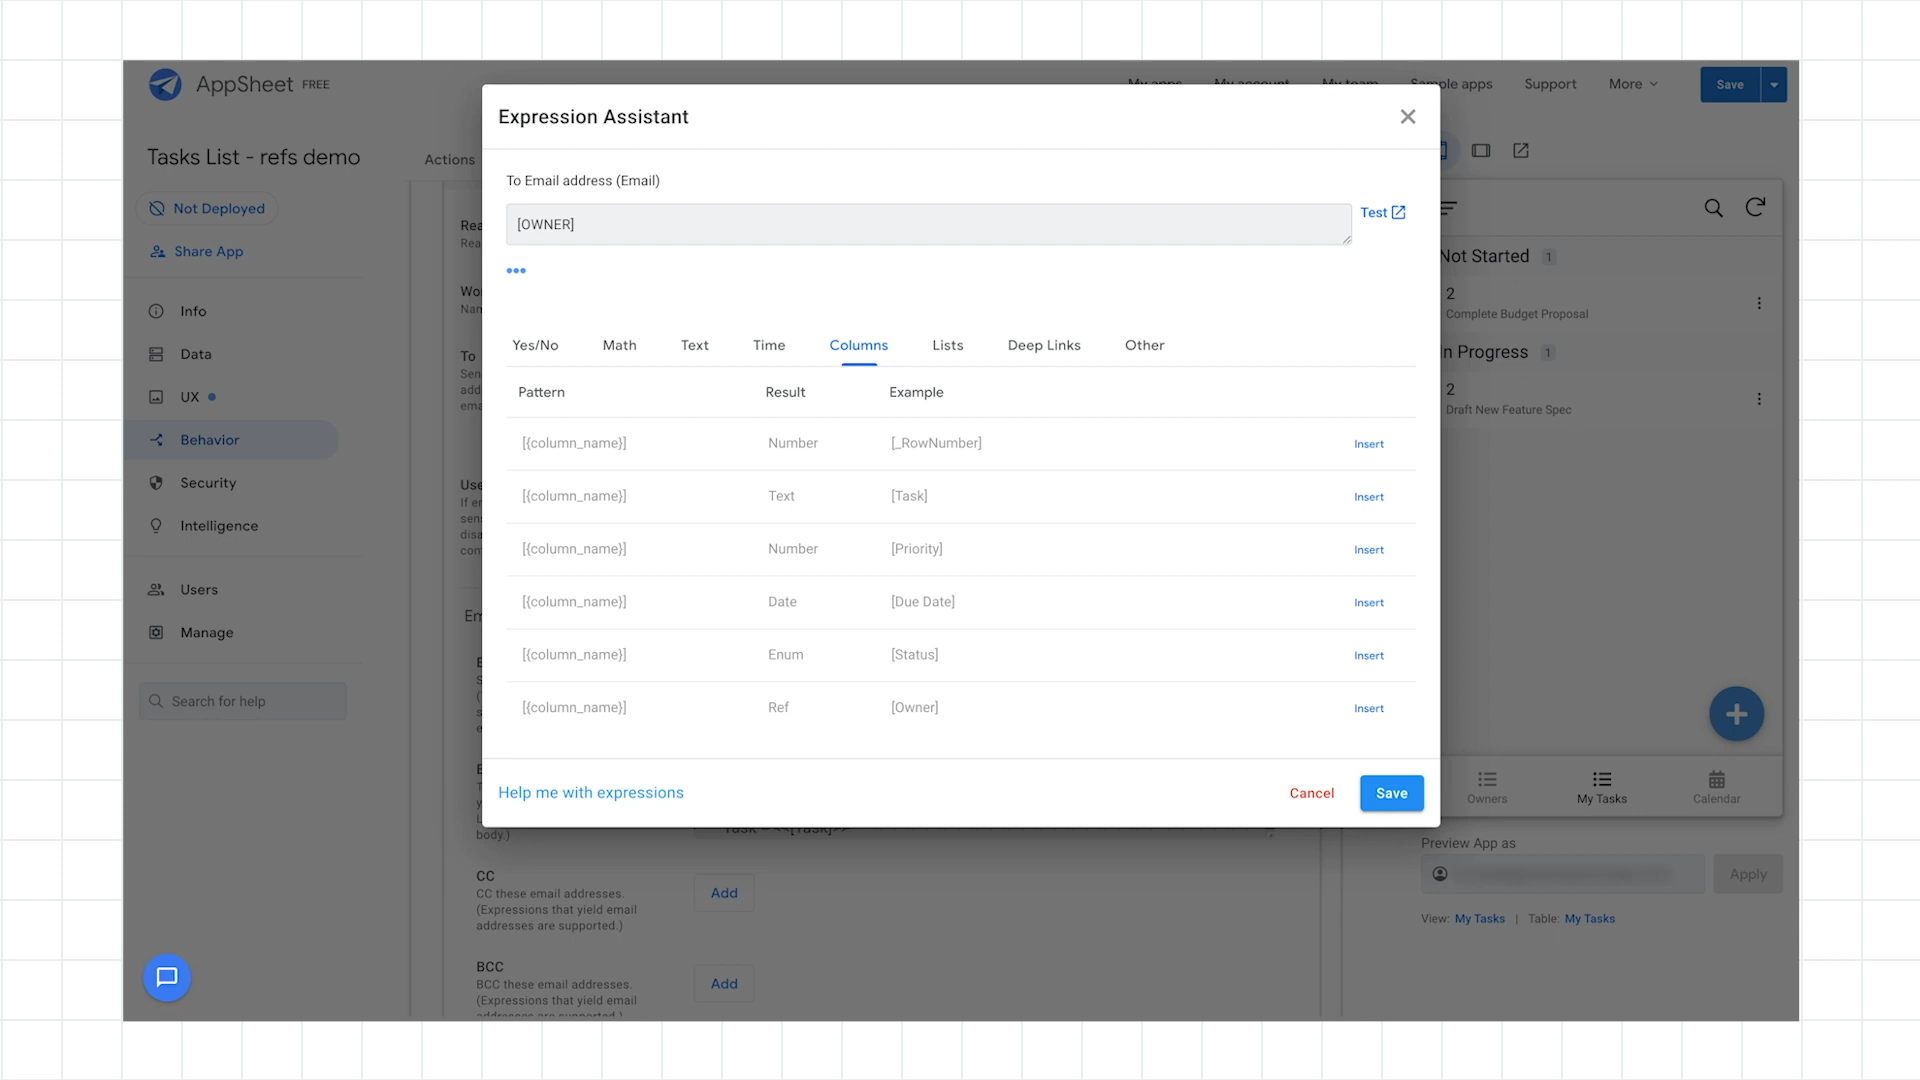 AppSheet FREE
My apps My account My team Sample apps Support More
Save
Tasks List - refs demo
Actions
Not Deployed
Share App
Info
Data
UX
Behavior
Security
Intelligence
Users
Manage
Search for help
Expression Assistant
To Email address (Email)
[OWNER]
Test
Yes/No Math Text Time Columns Lists Deep Links Other
Pattern Result Example
[{column_name}] Number [_RowNumber] Insert
[{column_name}] Text [Task] Insert
[{column_name}] Number [Priority] Insert
[{column_name}] Date [Due Date] Insert
[{column_name}] Enum [Status] Insert
[{column_name}] Ref [Owner] Insert
Help me with expressions
Cancel
Save
body.)
Task = <<[Task]>>
CC
CC these email addresses.
(Expressions that yield email
addresses are supported.)
Add
BCC
BCC these email addresses.
(Expressions that yield email
addresses are supported.)
Add
Not Started 1
2
Complete Budget Proposal
In Progress 1
2
Draft New Feature Spec
Owners
My Tasks
Calendar
Preview App as
Apply
View: My Tasks | Table: My Tasks